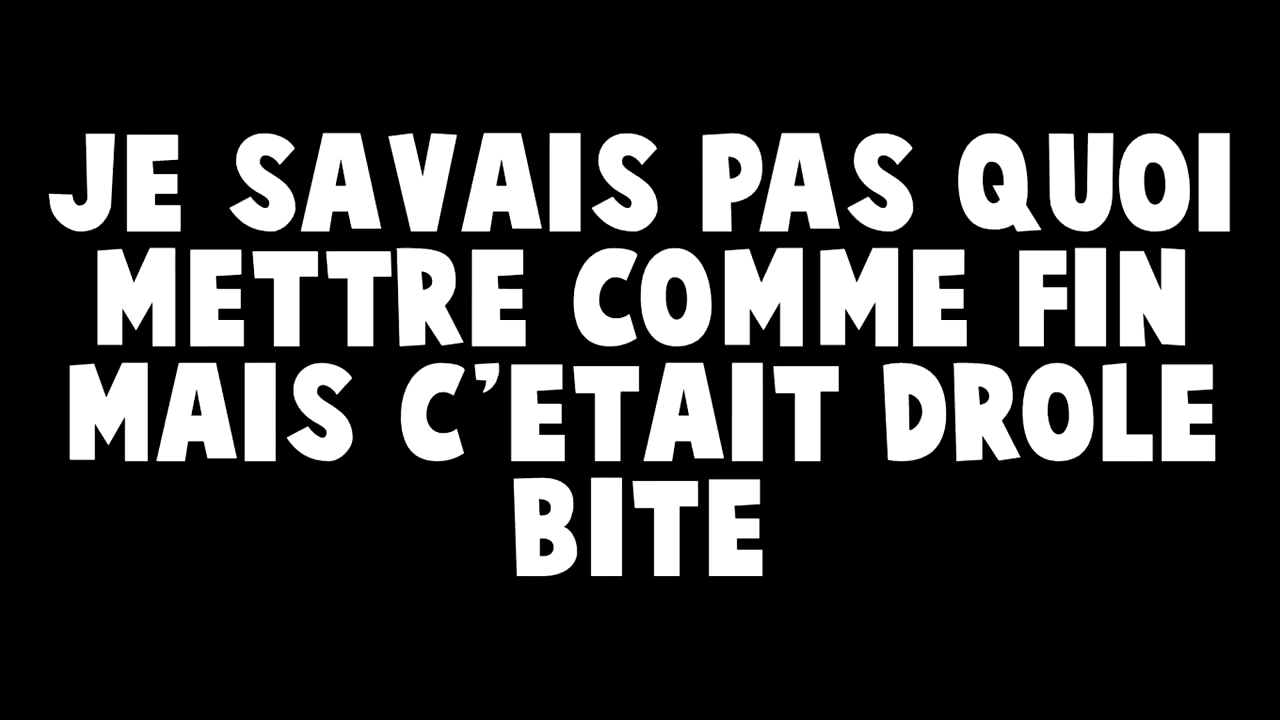 JE SAVAIS PAS QUOI
METTRE COMME FIN
MAIS C'ETAIT DROLE
BITE